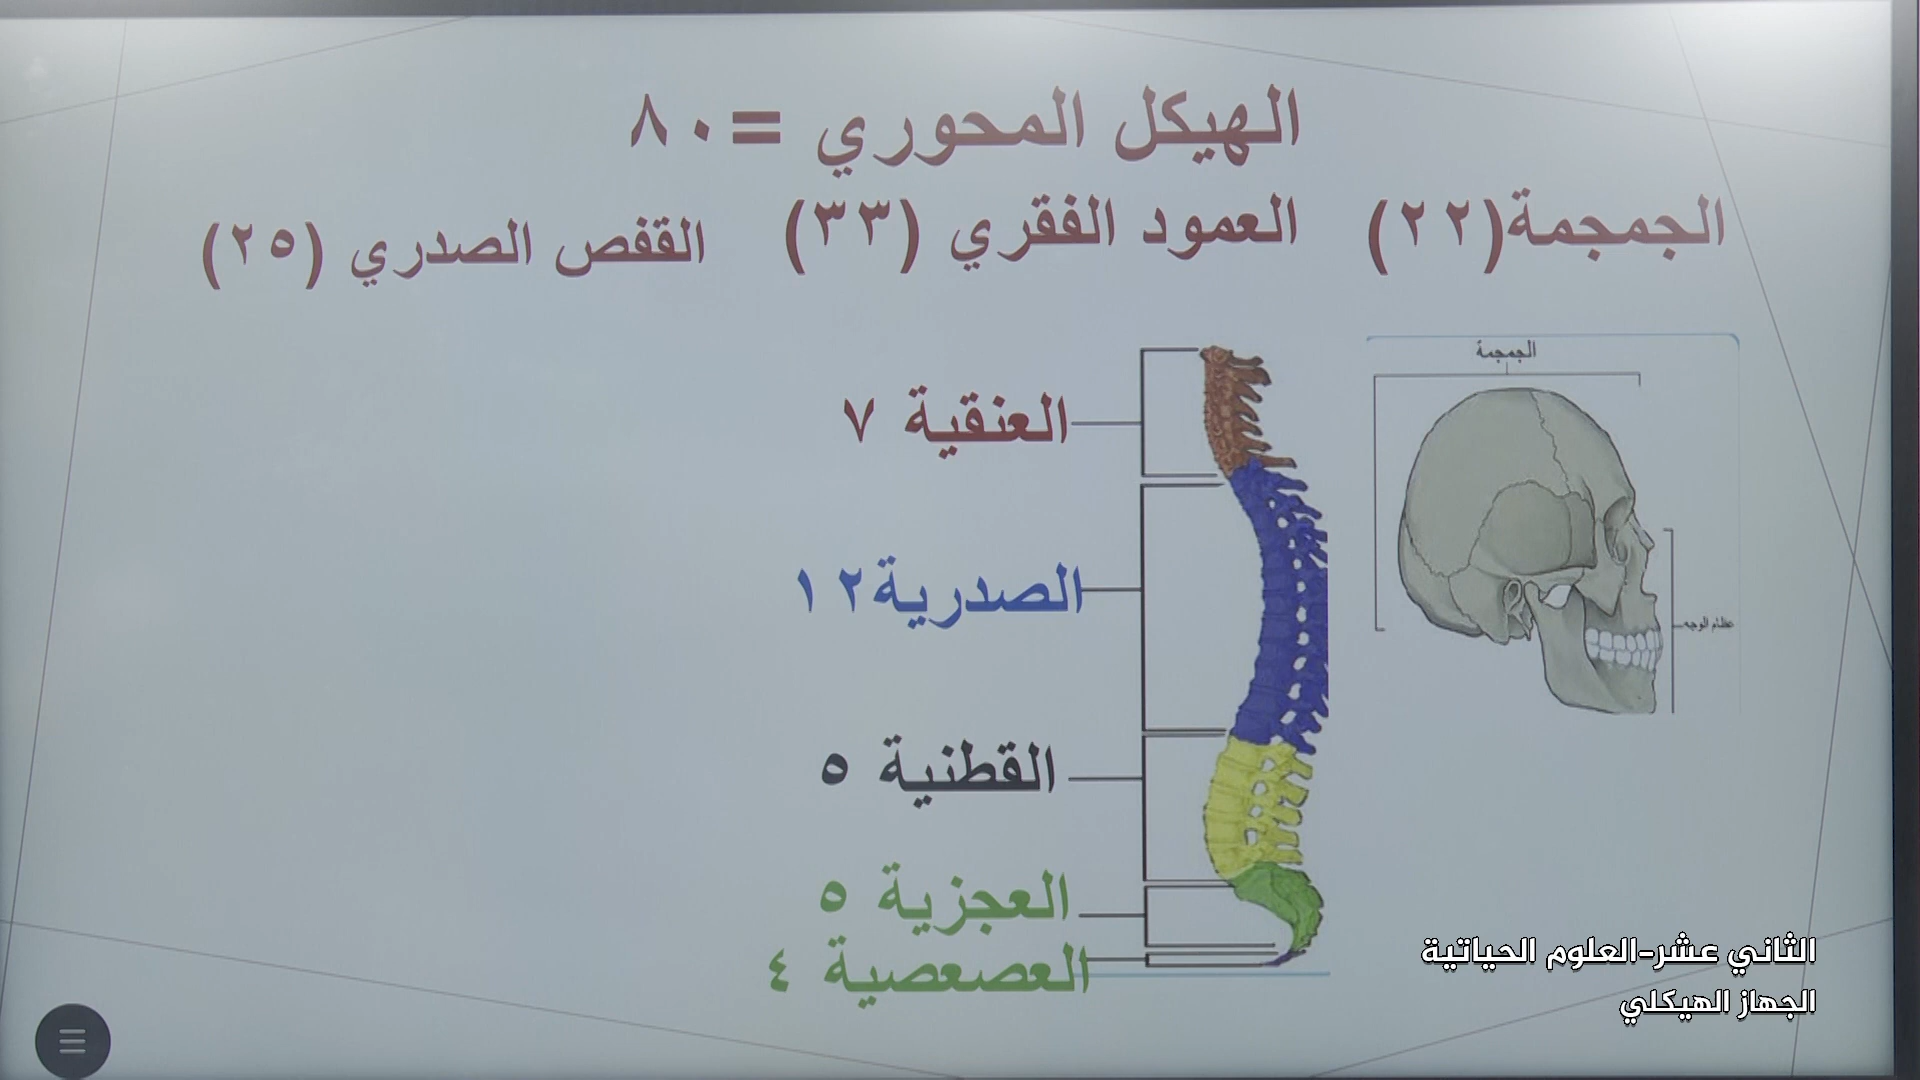 الهيكل المحوري =٨٠
الجمجمة(٢٢) العمود الفقري (٣٣) القفص الصدري (٢٥)
الجمجمة
العنقية ٧
الصدرية١٢
عظام الوجه
القطنية ٥
العجزية ٥
العصعصية ٤
الثاني عشر-العلوم الحياتية
الجهاز الهيكلي